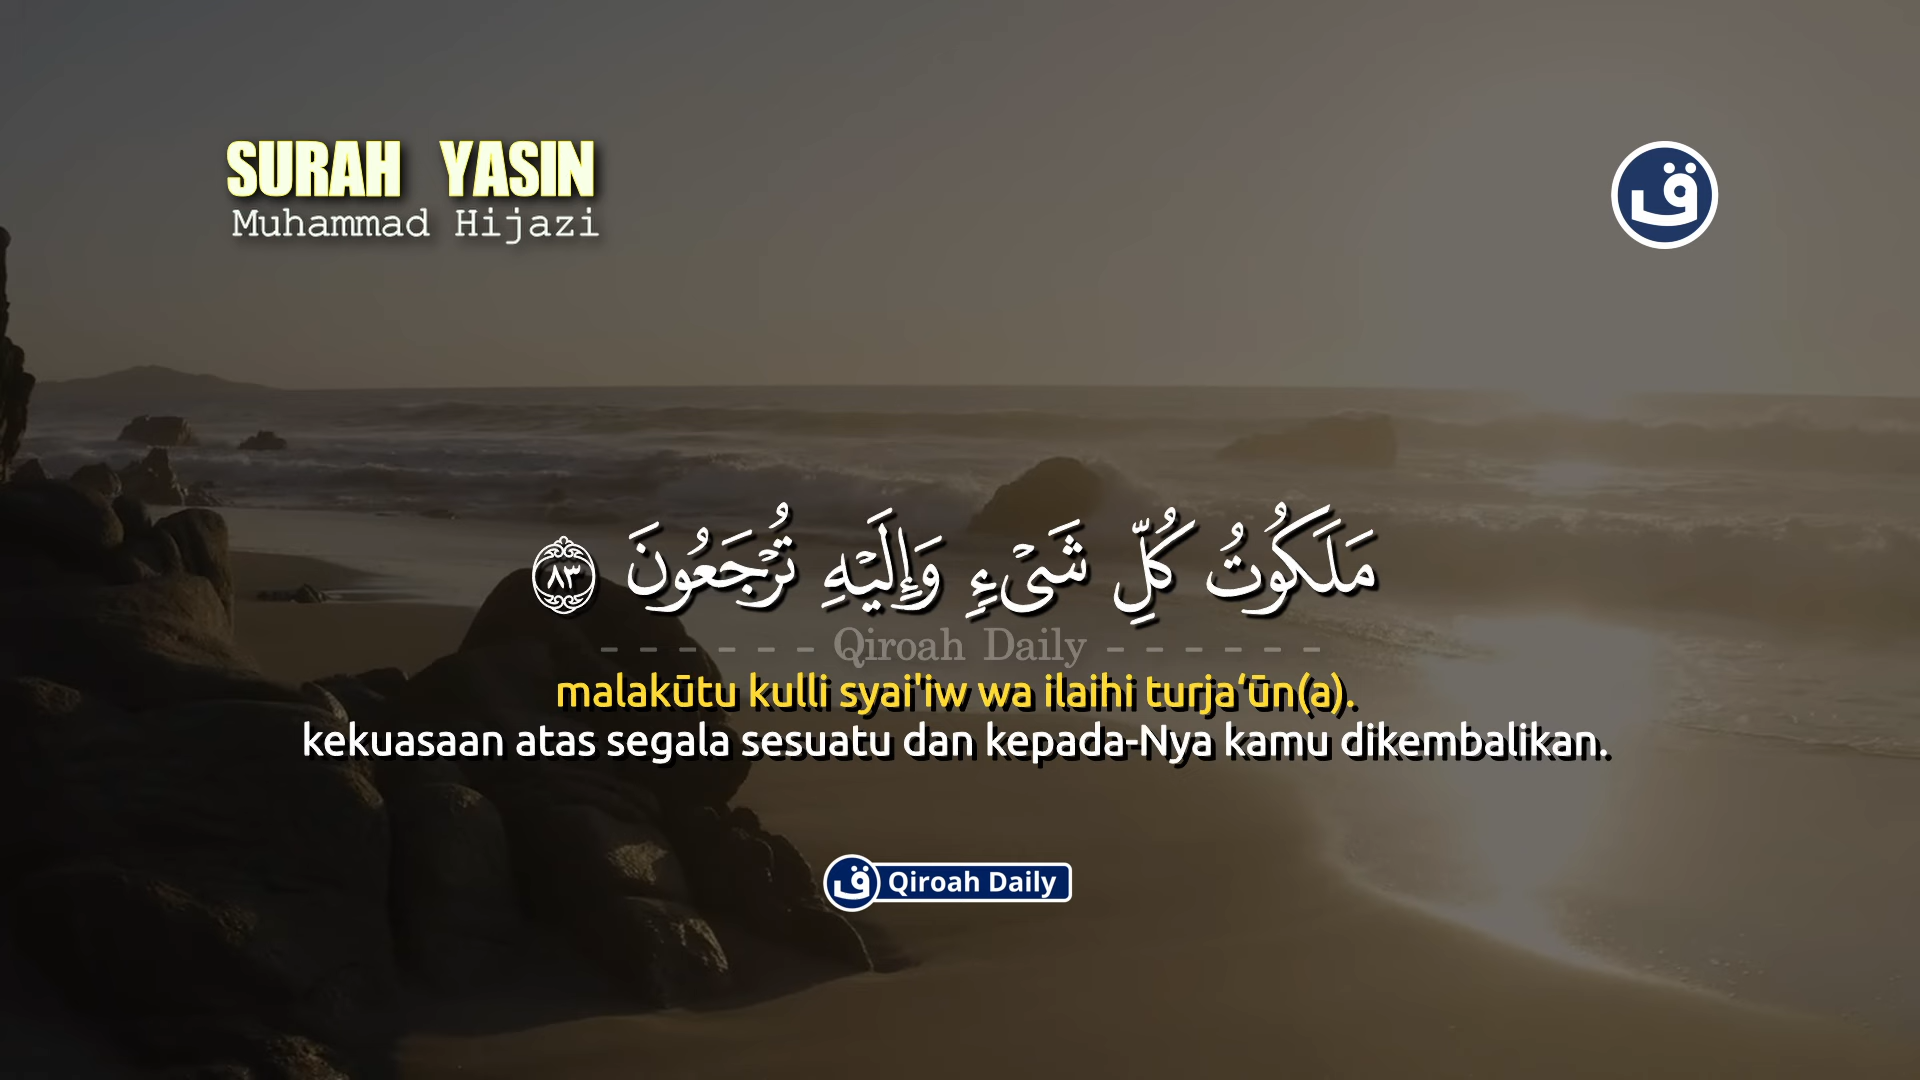 SURAH YASIN
Muhammad Hijazi
ق
مَلَكُوتُ كُلِّ شَىْءٍ وَإِلَيْهِ تُرْجَعُونَ ٨٣
- - - - - - Qiroah Daily - - - - - -
malakūtu kulli syai'iw wa ilaihi turja‘ūn(a).
kekuasaan atas segala sesuatu dan kepada-Nya kamu dikembalikan.
ق Qiroah Daily